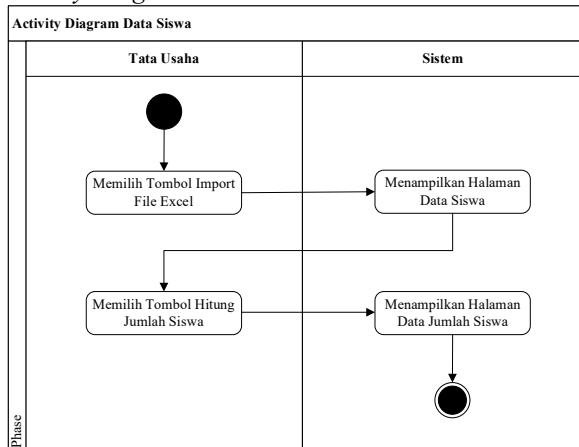 Activity Diagram Data Siswa
Tata Usaha
Sistem
Memilih Tombol Import
File Excel
Menampilkan Halaman
Data Siswa
Memilih Tombol Hitung
Jumlah Siswa
Menampilkan Halaman
Data Jumlah Siswa
Phase